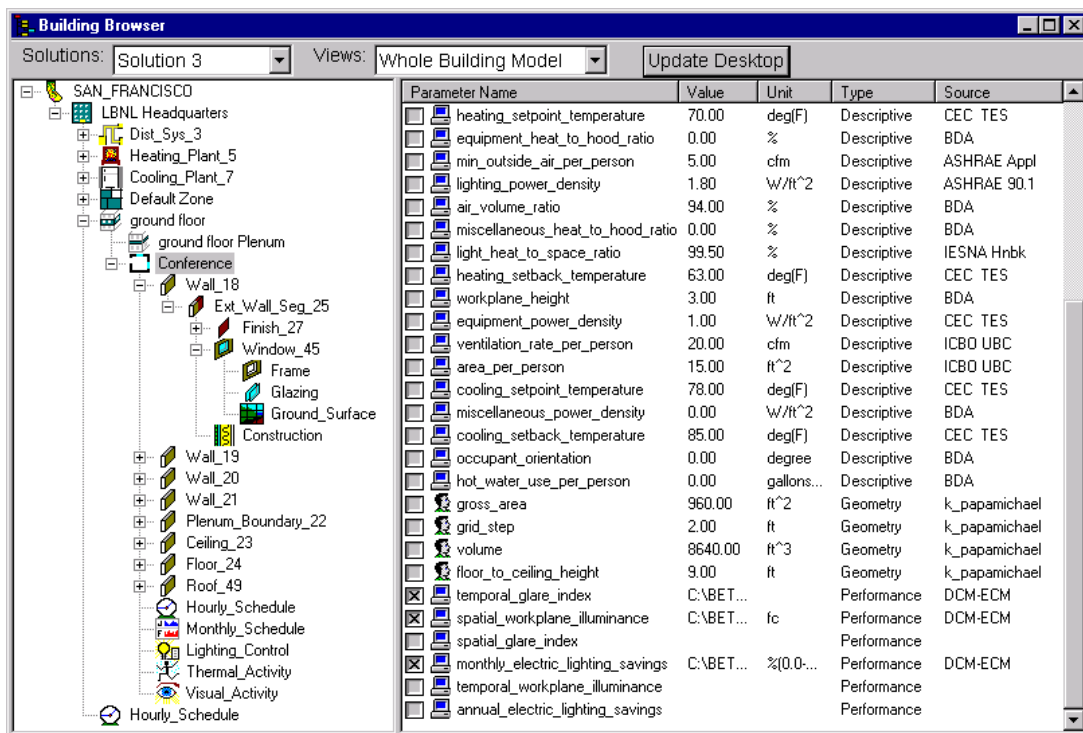 Building Browser
Solutions: Solution 3 Views: Whole Building Model Update Desktop
SAN_FRANCISCO
LBNL Headquarters
Dist_Sys_3
Heating_Plant_5
Cooling_Plant_7
Default Zone
ground floor
ground floor Plenum
Conference
Wall_18
Ext_Wall_Seg_25
Finish_27
Window_45
Frame
Glazing
Ground_Surface
Construction
Wall_19
Wall_20
Wall_21
Plenum_Boundary_22
Ceiling_23
Floor_24
Roof_49
Hourly_Schedule
Monthly_Schedule
Lighting_Control
Thermal_Activity
Visual_Activity
Hourly_Schedule
Parameter Name Value Unit Type Source
heating_setpoint_temperature 70.00 deg(F) Descriptive CEC TES
equipment_heat_to_hood_ratio 0.00 % Descriptive BDA
min_outside_air_per_person 5.00 cfm Descriptive ASHRAE Appl
lighting_power_density 1.80 W/ft^2 Descriptive ASHRAE 90.1
air_volume_ratio 94.00 % Descriptive BDA
miscellaneous_heat_to_hood_ratio 0.00 % Descriptive BDA
light_heat_to_space_ratio 99.50 % Descriptive IESNA Hnbk
heating_setback_temperature 63.00 deg(F) Descriptive CEC TES
workplane_height 3.00 ft Descriptive BDA
equipment_power_density 1.00 W/ft^2 Descriptive CEC TES
ventilation_rate_per_person 20.00 cfm Descriptive ICBO UBC
area_per_person 15.00 ft^2 Descriptive ICBO UBC
cooling_setpoint_temperature 78.00 deg(F) Descriptive CEC TES
miscellaneous_power_density 0.00 W/ft^2 Descriptive BDA
cooling_setback_temperature 85.00 deg(F) Descriptive CEC TES
occupant_orientation 0.00 degree Descriptive BDA
hot_water_use_per_person 0.00 gallons... Descriptive BDA
gross_area 960.00 ft^2 Geometry k_papamichael
grid_step 2.00 ft Geometry k_papamichael
volume 8640.00 ft^3 Geometry k_papamichael
floor_to_ceiling_height 9.00 ft Geometry k_papamichael
temporal_glare_index C:\BET... Performance DCM-ECM
spatial_workplane_illuminance C:\BET... fc Performance DCM-ECM
spatial_glare_index Performance
monthly_electric_lighting_savings C:\BET... %(0.0-... Performance DCM-ECM
temporal_workplane_illuminance Performance
annual_electric_lighting_savings Performance